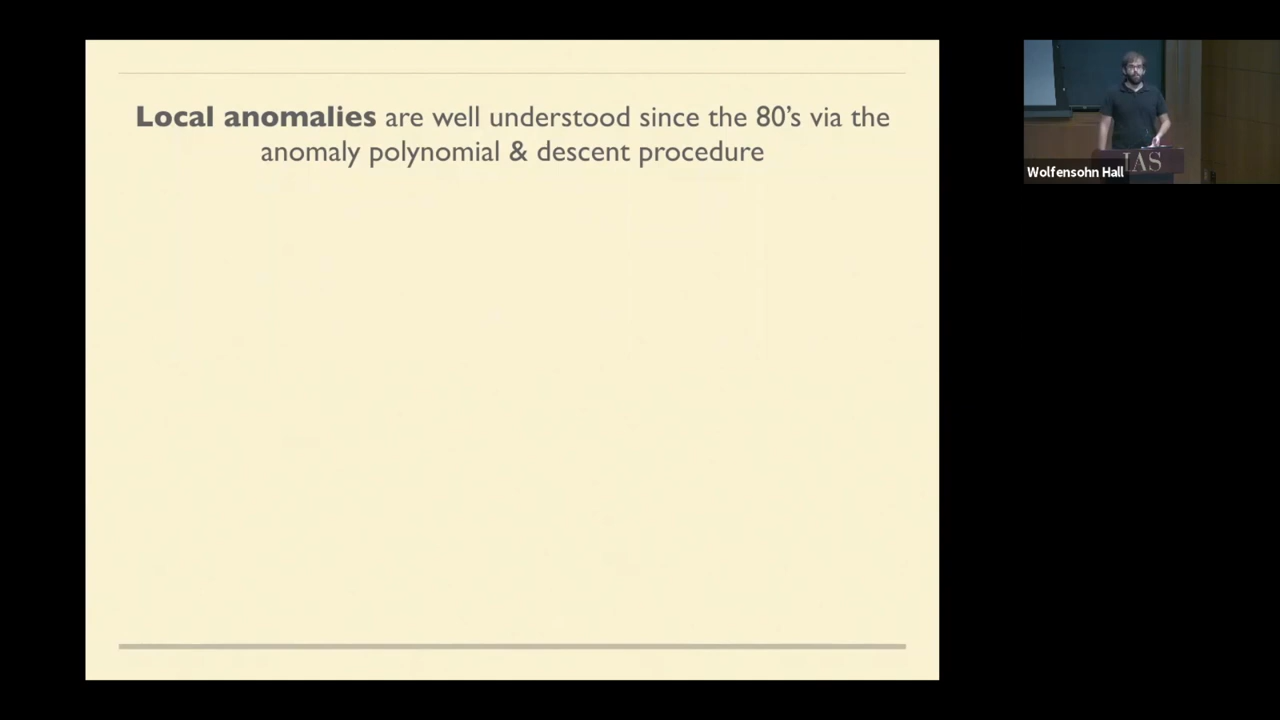 Local anomalies are well understood since the 80's via the
anomaly polynomial & descent procedure
IAS
Wolfensohn Hall